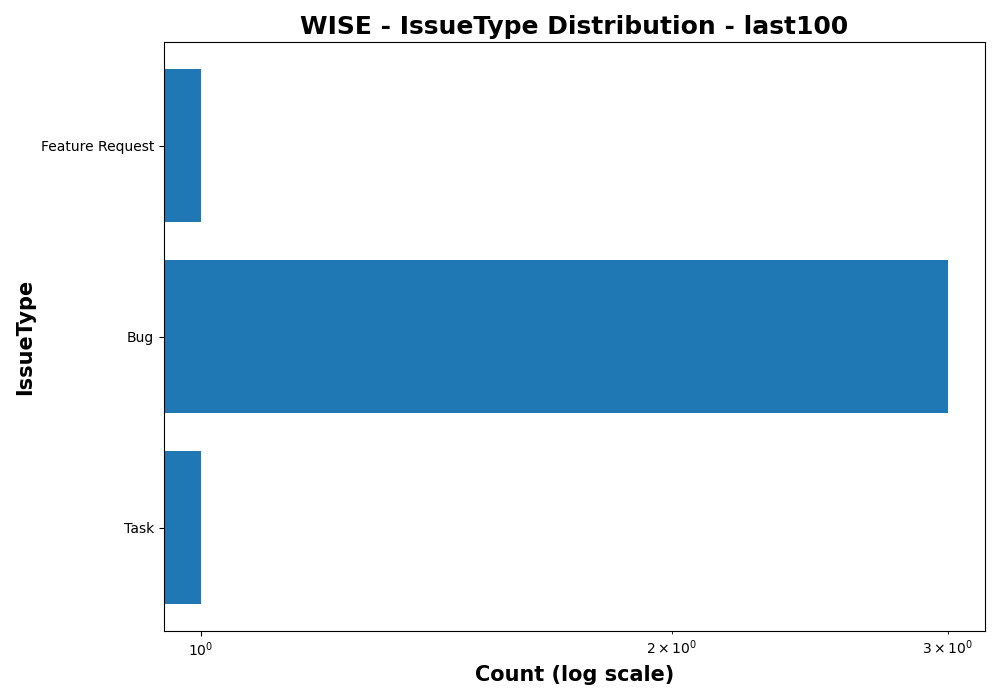 WISE - IssueType Distribution - last100
Feature Request
Bug
Task
IssueType
10⁰
2 × 10⁰
3 × 10⁰
Count (log scale)